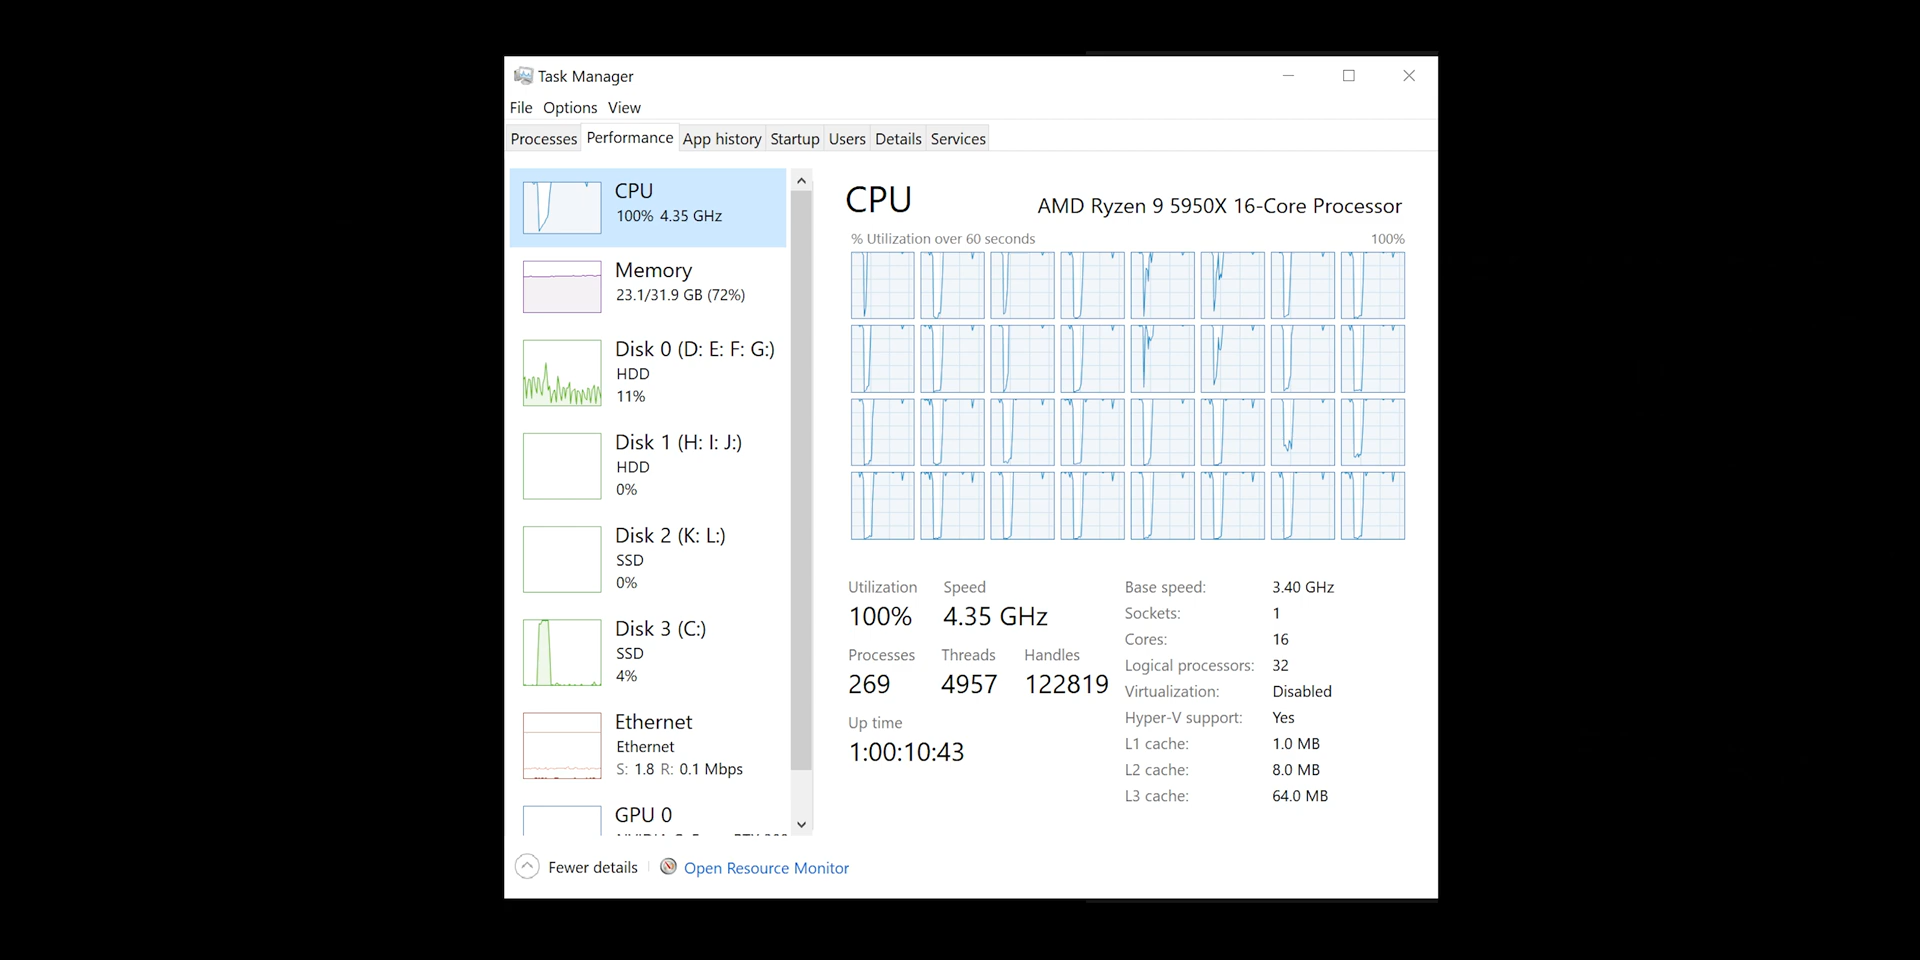 Task Manager
File Options View
Processes Performance App history Startup Users Details Services
CPU
100% 4.35 GHz
Memory
23.1/31.9 GB (72%)
Disk 0 (D: E: F: G:)
HDD
11%
Disk 1 (H: I: J:)
HDD
0%
Disk 2 (K: L:)
SSD
0%
Disk 3 (C:)
SSD
4%
Ethernet
Ethernet
S: 1.8 R: 0.1 Mbps
GPU 0
CPU
AMD Ryzen 9 5950X 16-Core Processor
% Utilization over 60 seconds 100%
Utilization Speed
100% 4.35 GHz
Processes Threads Handles
269 4957 122819
Up time
1:00:10:43
Base speed: 3.40 GHz
Sockets: 1
Cores: 16
Logical processors: 32
Virtualization: Disabled
Hyper-V support: Yes
L1 cache: 1.0 MB
L2 cache: 8.0 MB
L3 cache: 64.0 MB
Fewer details Open Resource Monitor